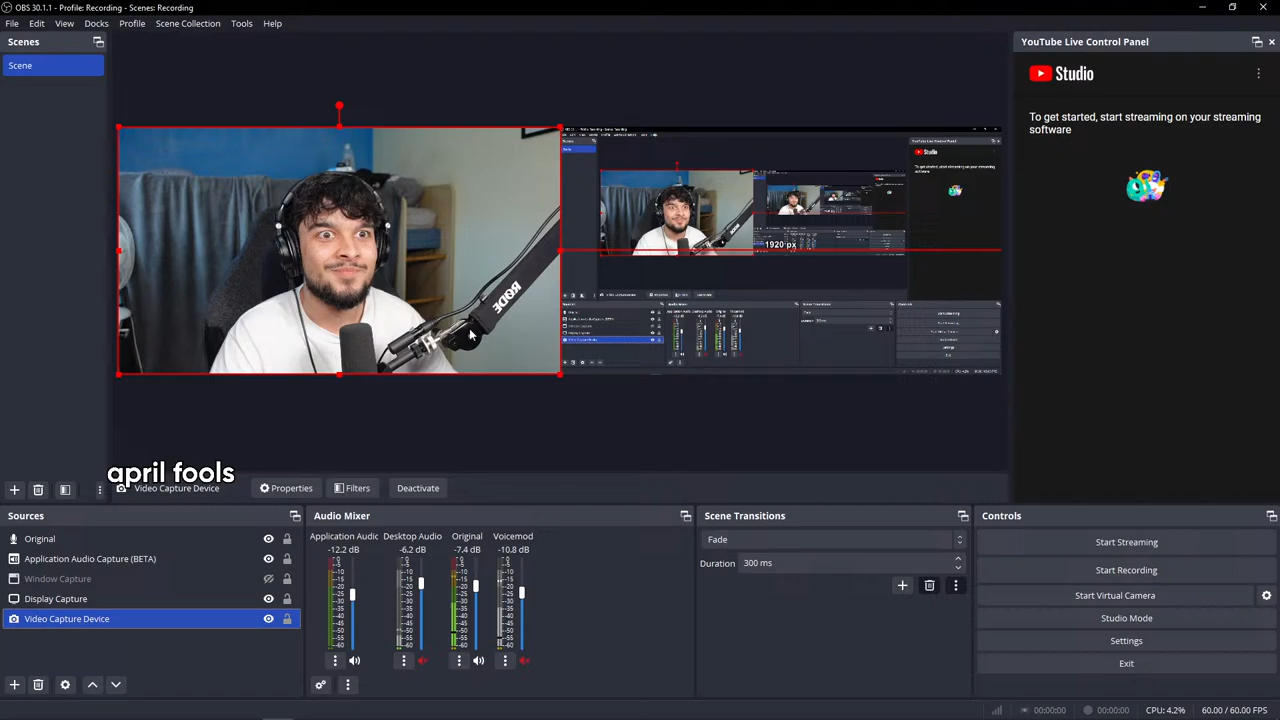 OBS 30.1.1 - Profile: Recording - Scenes: Recording
File Edit View Docks Profile Scene Collection Tools Help
Scenes
Scene
YouTube Live Control Panel
Studio
To get started, start streaming on your streaming
software
RØDE
1920 px
april fools
Video Capture Device Properties Filters Deactivate
Sources
Original
Application Audio Capture (BETA)
Window Capture
Display Capture
Video Capture Device
Audio Mixer
Application Audio Desktop Audio Original Voicemod
-12.2 dB -6.2 dB -7.4 dB -10.8 dB
Scene Transitions
Fade
Duration 300 ms
Controls
Start Streaming
Start Recording
Start Virtual Camera
Studio Mode
Settings
Exit
00:00:00 00:00:00 CPU: 4.2% 60.00 / 60.00 FPS